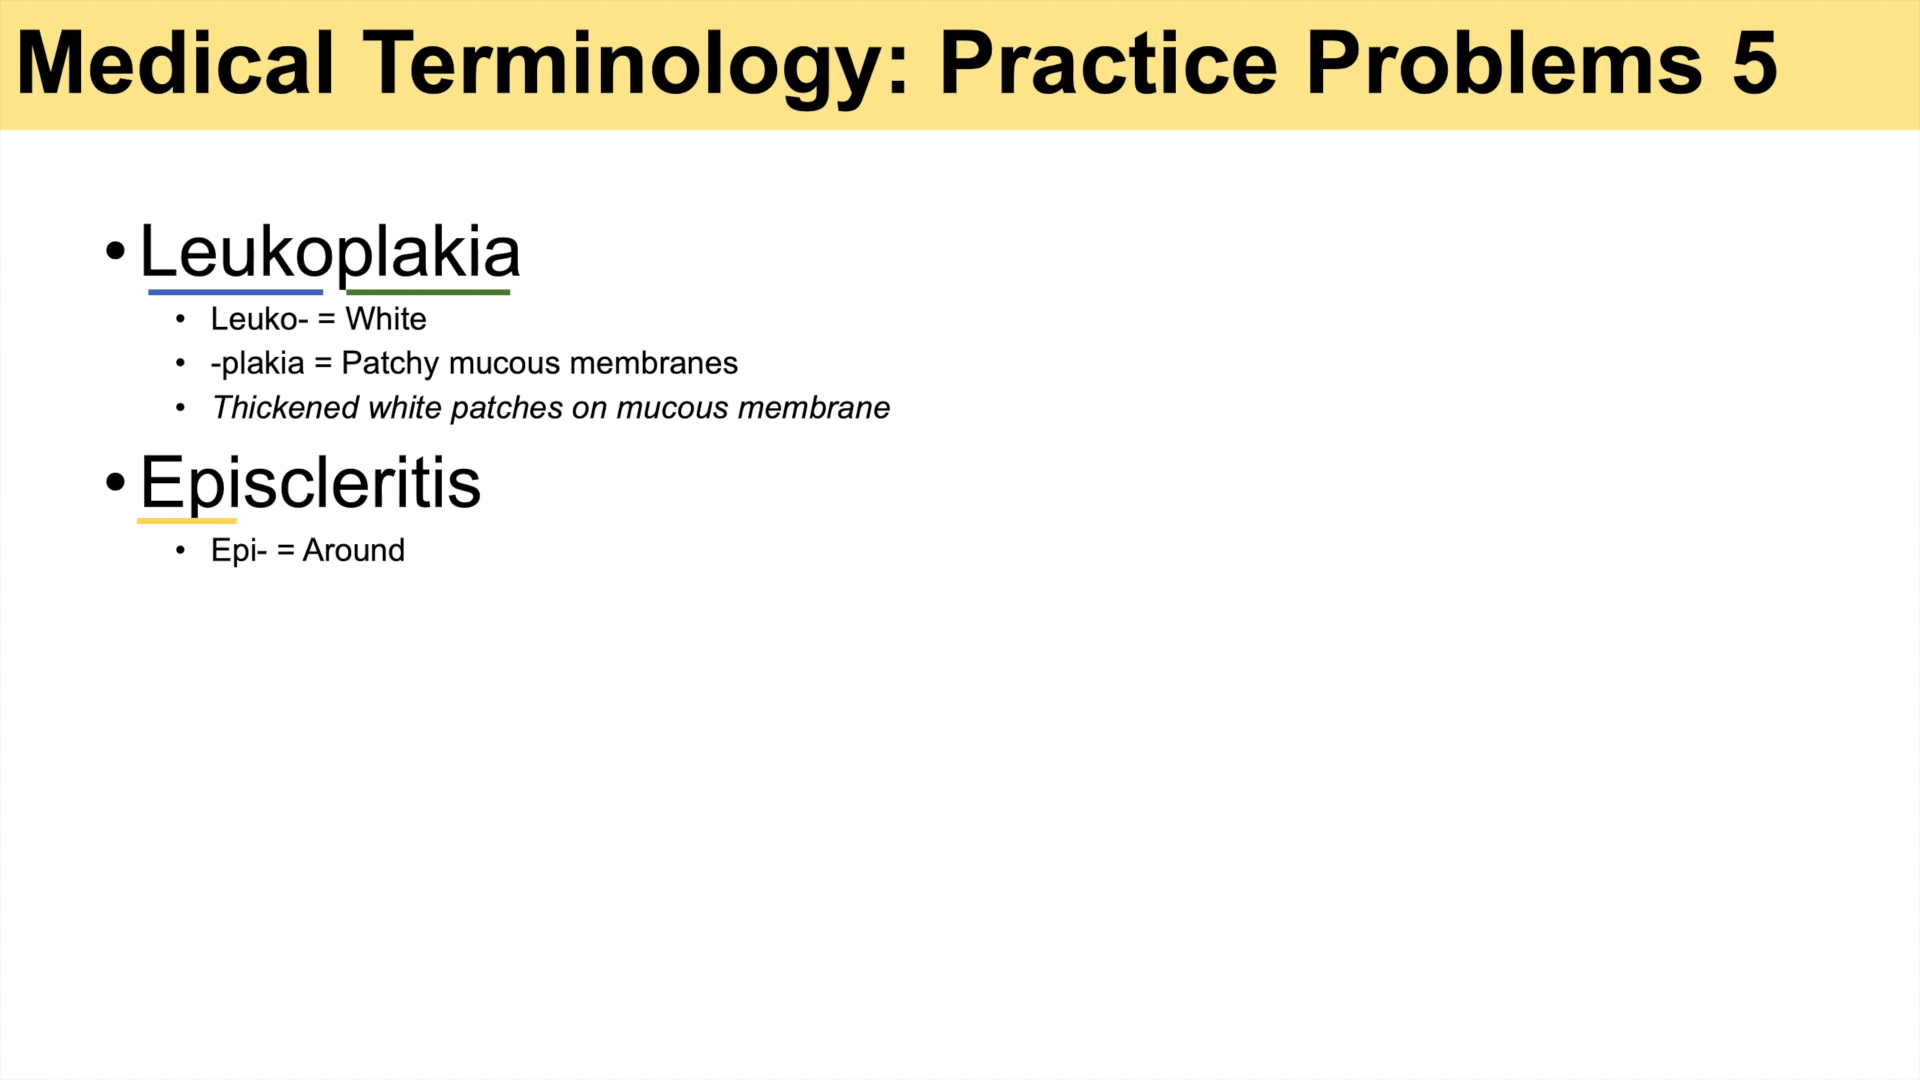 Medical Terminology: Practice Problems 5
• Leukoplakia
• Leuko- = White
• -plakia = Patchy mucous membranes
• Thickened white patches on mucous membrane
• Episcleritis
• Epi- = Around